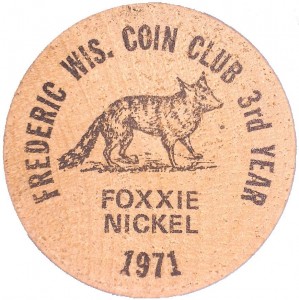 FREDERIC WIS. COIN CLUB 3rd YEAR
FOXXIE
NICKEL
1971